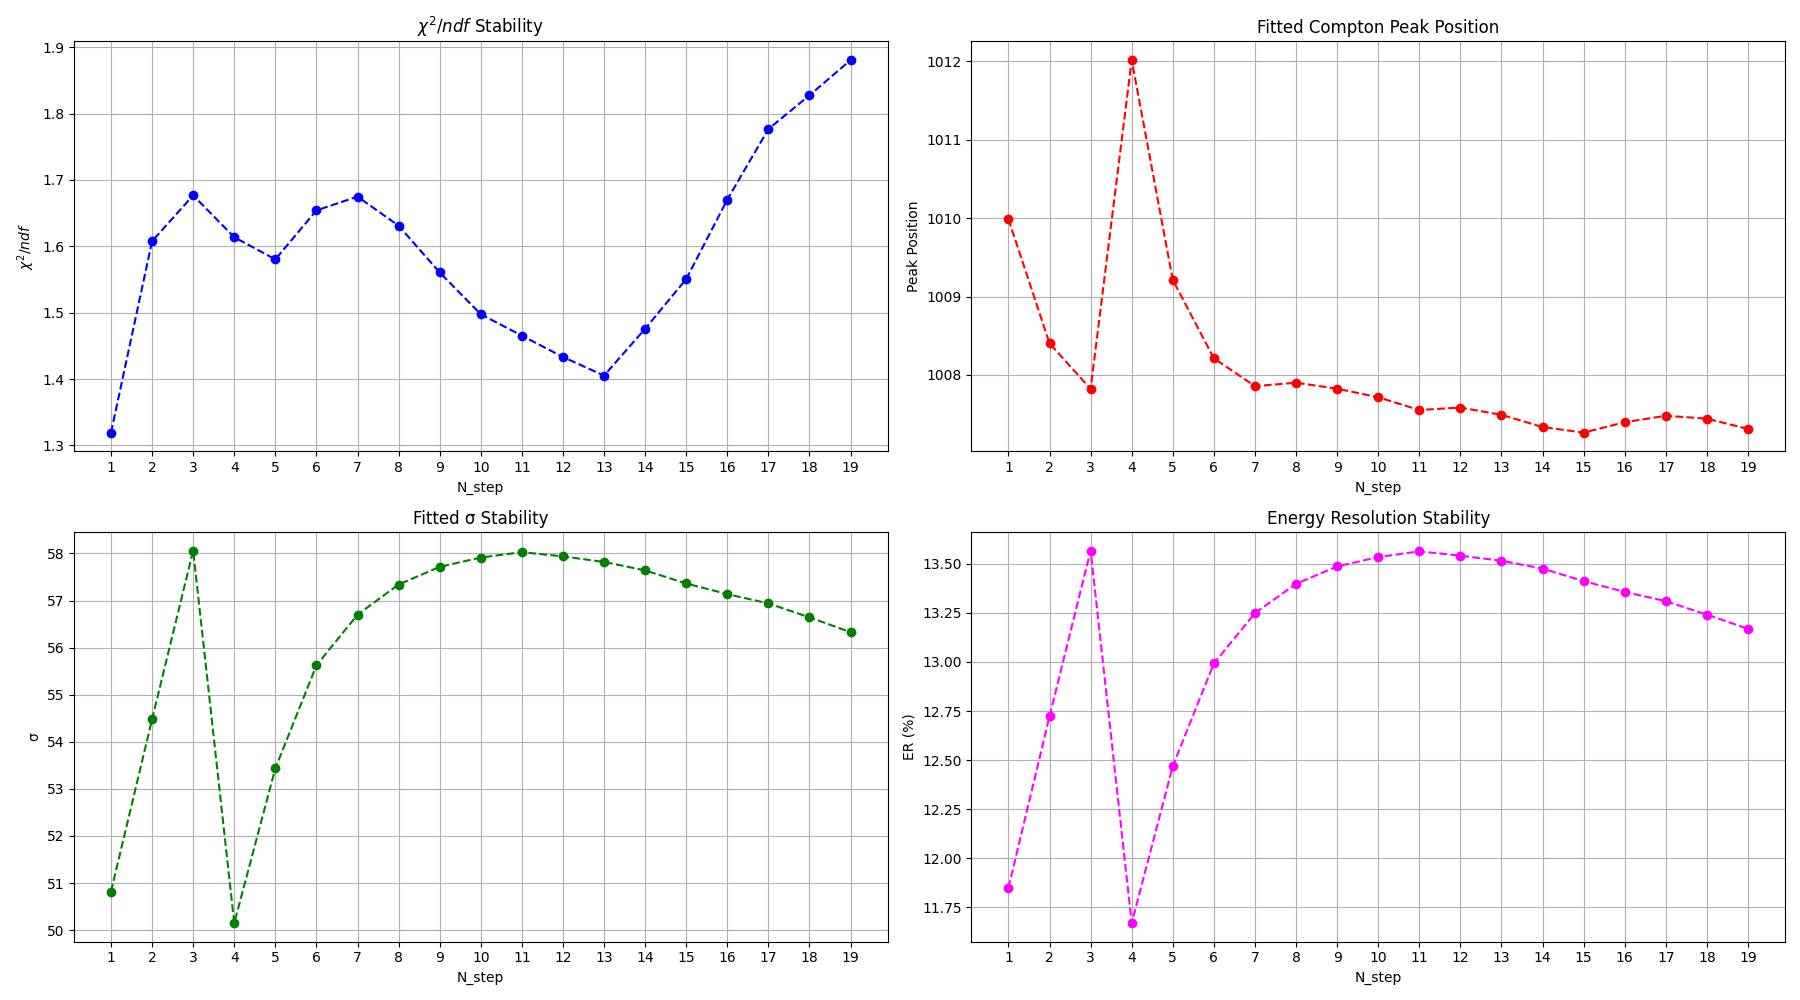 χ²/ndf Stability
χ²/ndf
1.9
1.8
1.7
1.6
1.5
1.4
1.3
1 2 3 4 5 6 7 8 9 10 11 12 13 14 15 16 17 18 19
N_step
Fitted Compton Peak Position
Peak Position
1012
1011
1010
1009
1008
1 2 3 4 5 6 7 8 9 10 11 12 13 14 15 16 17 18 19
N_step
Fitted σ Stability
σ
58
57
56
55
54
53
52
51
50
1 2 3 4 5 6 7 8 9 10 11 12 13 14 15 16 17 18 19
N_step
Energy Resolution Stability
ER (%)
13.50
13.25
13.00
12.75
12.50
12.25
12.00
11.75
1 2 3 4 5 6 7 8 9 10 11 12 13 14 15 16 17 18 19
N_step